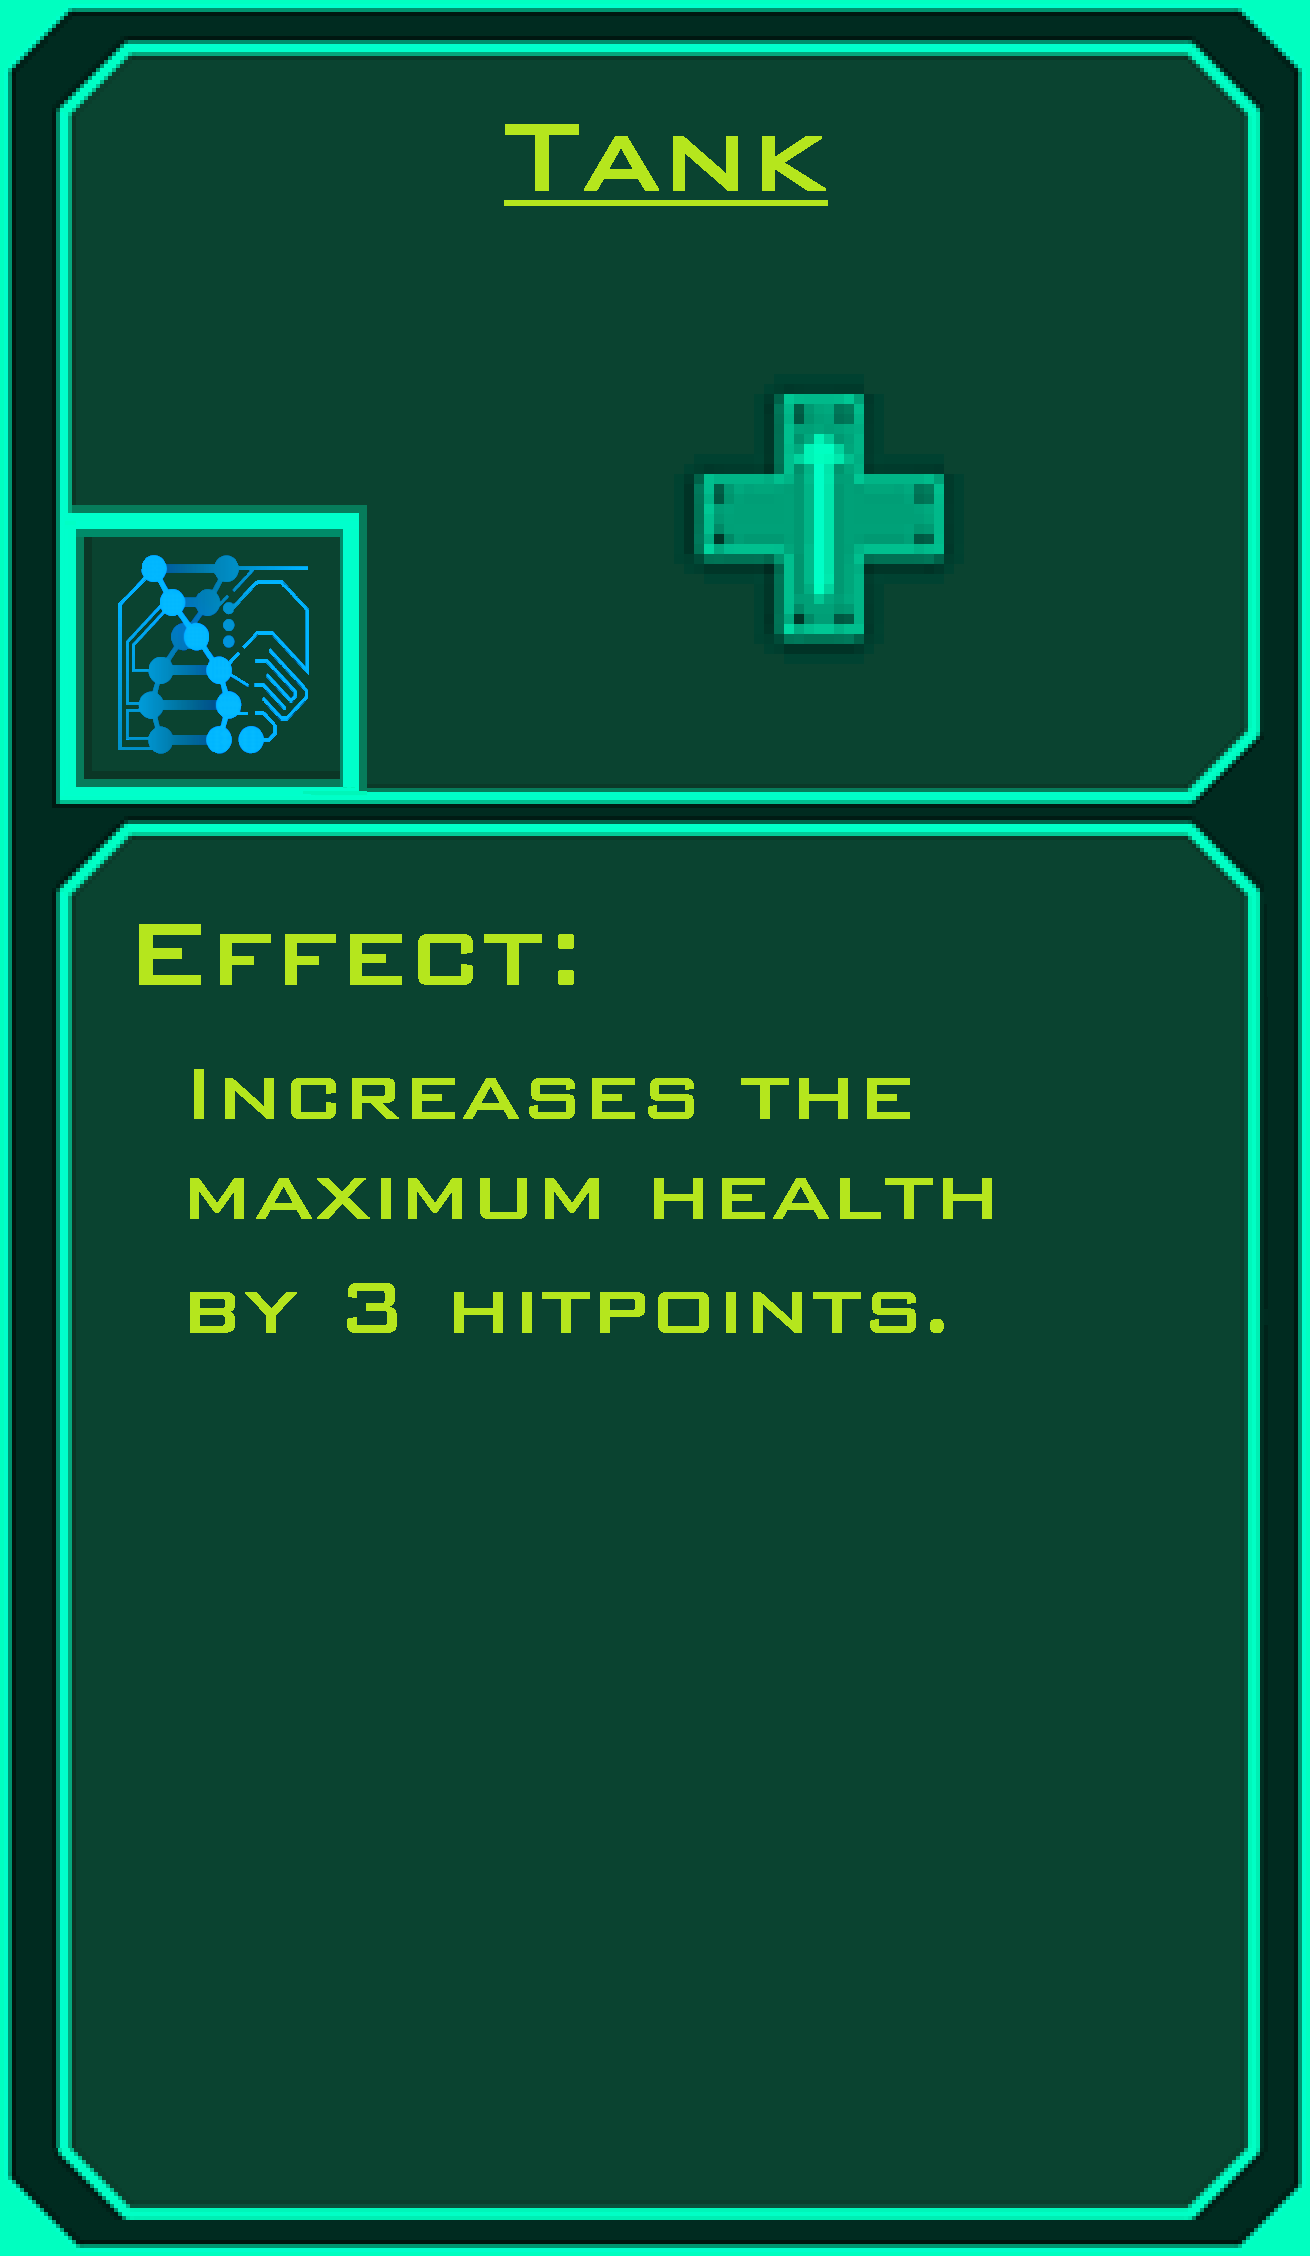 Tank
Effect:
Increases the
maximum health
by 3 hitpoints.